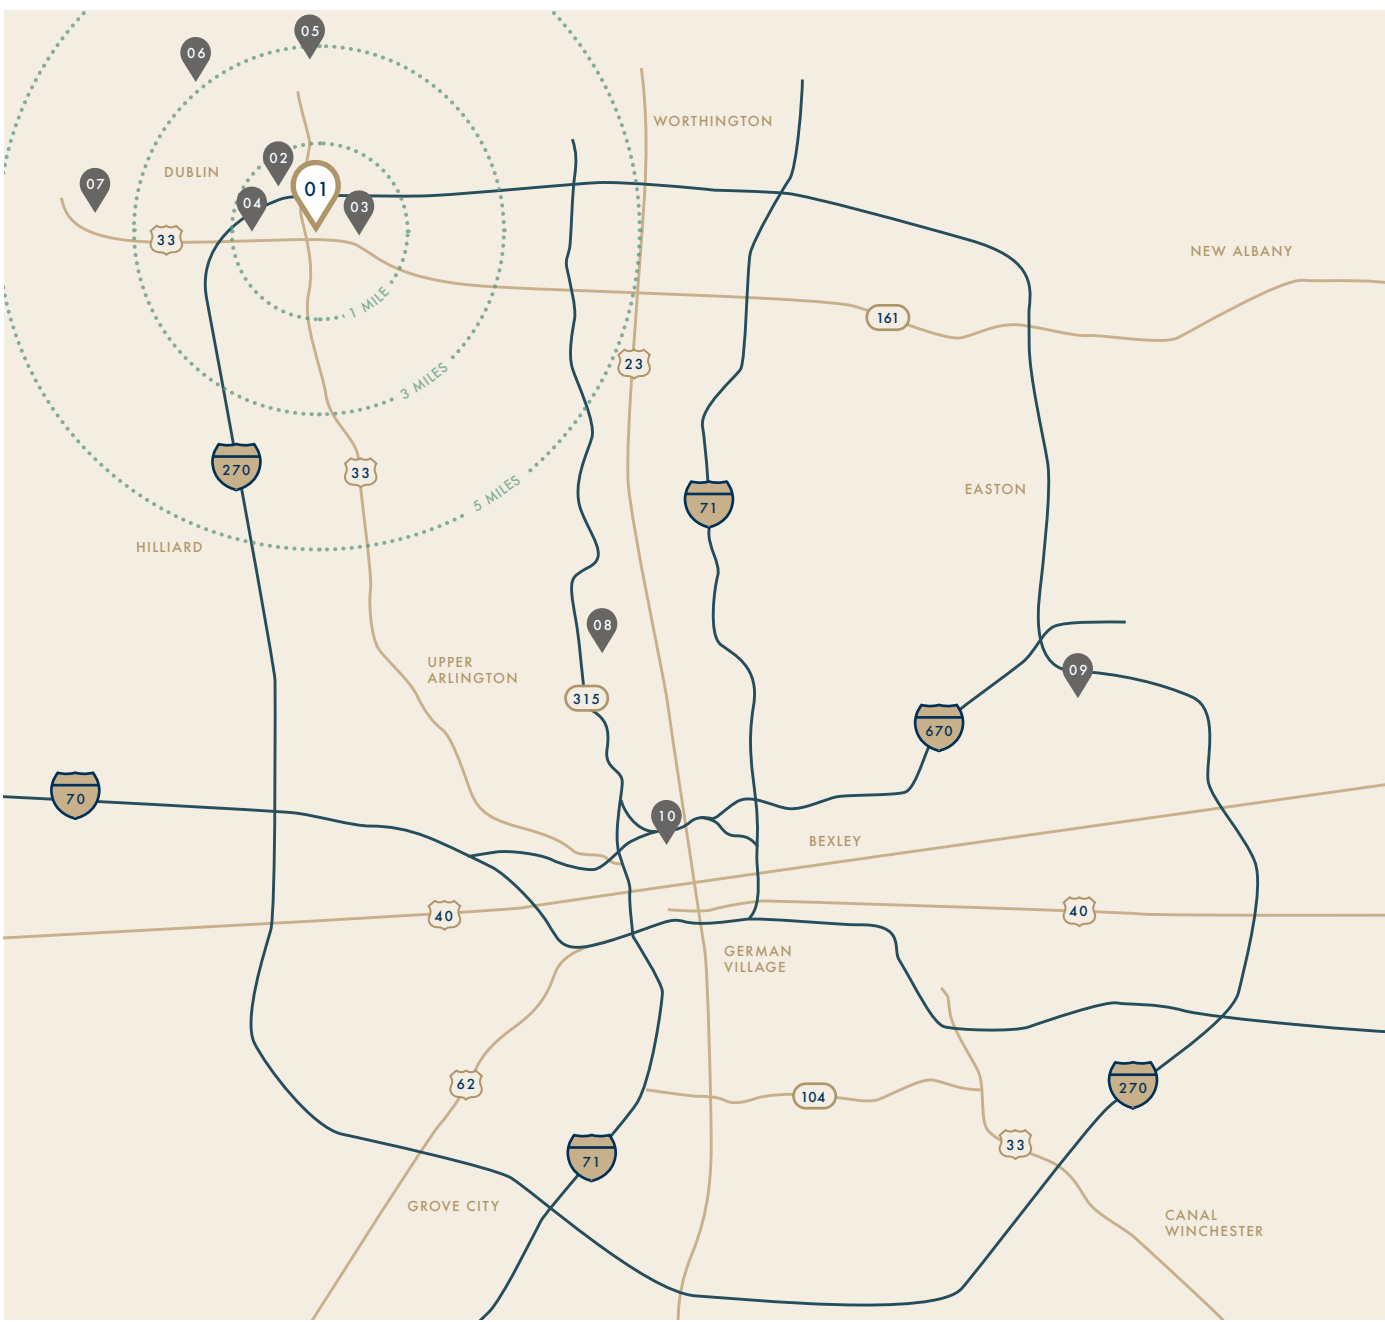 05
06
WORTHINGTON
02
DUBLIN
07
01
04
03
33
NEW ALBANY
1 MILE
161
23
3 MILES
270
33
5 MILES
71
EASTON
HILLIARD
08
UPPER
ARLINGTON
09
315
670
70
10
BEXLEY
40
40
GERMAN
VILLAGE
62
270
104
33
71
GROVE CITY
CANAL
WINCHESTER